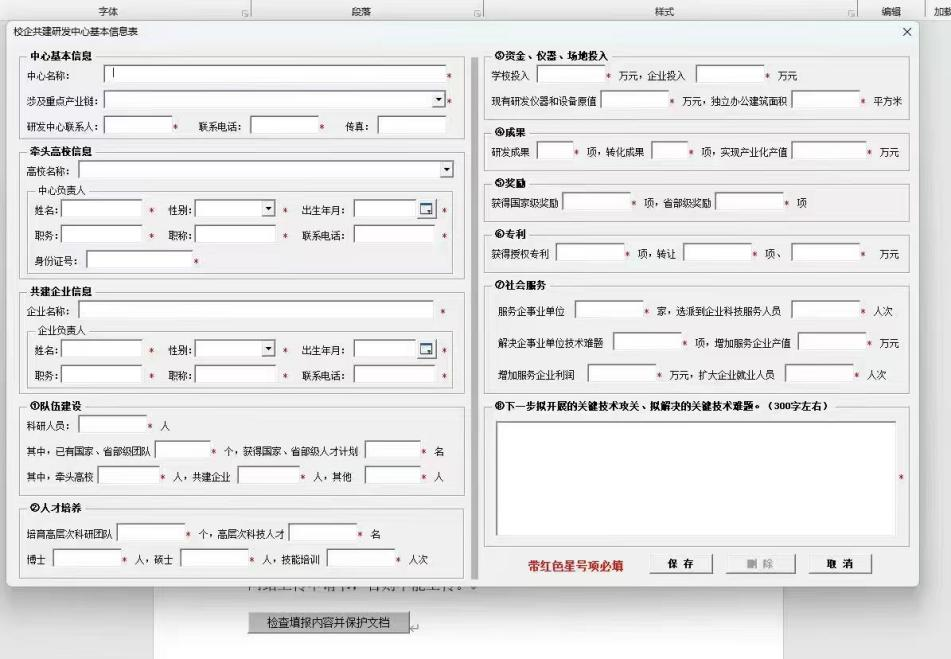 字体 段落 样式 编辑 加载
校企共建研发中心基本信息表
中心基本信息
中心名称： *
涉及重点产业链： *
研发中心联系人： * 联系电话： * 传真：
牵头高校信息
高校名称：
中心负责人
姓名： * 性别： * 出生年月： *
职务： * 职称： * 联系电话： *
身份证号： *
共建企业信息
企业名称： *
企业负责人
姓名： * 性别： * 出生年月： *
职务： * 职称： * 联系电话： *
①队伍建设
科研人员： * 人
其中，已有国家、省部级团队 * 个，获得国家、省部级人才计划 * 名
其中，牵头高校 * 人，共建企业 * 人，其他 * 人
②人才培养
培育高层次科研团队 * 个，高层次科技人才 * 名
博士 * 人，硕士 * 人，技能培训 * 人次
③资金、仪器、场地投入
学校投入 * 万元，企业投入 * 万元
现有研发仪器和设备原值 * 万元，独立办公建筑面积 * 平方米
④成果
研发成果 * 项，转化成果 * 项，实现产业化产值 * 万元
⑤奖励
获得国家级奖励 * 项，省部级奖励 * 项
⑥专利
获得授权专利 * 项，转让 * 项、 * 万元
⑦社会服务
服务企事业单位 * 家，选派到企业科技服务人员 * 人次
解决企事业单位技术难题 * 项，增加服务企业产值 * 万元
增加服务企业利润 * 万元，扩大企业就业人员 * 人次
⑧下一步拟开展的关键技术攻关、拟解决的关键技术难题。（300字左右）
*
带红色星号项必填 保存 删除 取消
检查填报内容并保护文档